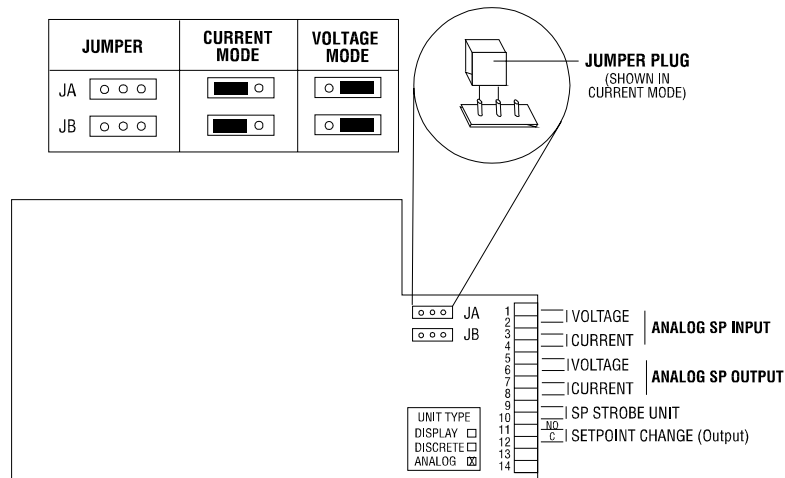 JUMPER
CURRENT MODE
VOLTAGE MODE
JA
JB
JUMPER PLUG
(SHOWN IN
CURRENT MODE)
JA
JB
1
2
3
4
5
6
7
8
9
10
11
12
13
14
VOLTAGE
CURRENT
ANALOG SP INPUT
VOLTAGE
CURRENT
ANALOG SP OUTPUT
SP STROBE UNIT
NO
C
SETPOINT CHANGE (Output)
UNIT TYPE
DISPLAY
DISCRETE
ANALOG X